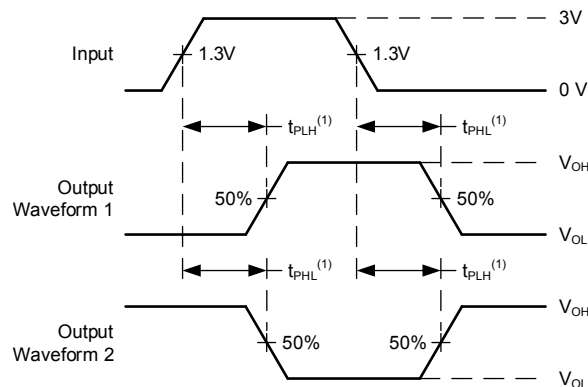 3V
Input
1.3V
1.3V
0 V
tPLH(1)
tPHL(1)
VOH
Output
Waveform 1
50%
50%
VOL
tPHL(1)
tPLH(1)
VOH
Output
Waveform 2
50%
50%
VOL